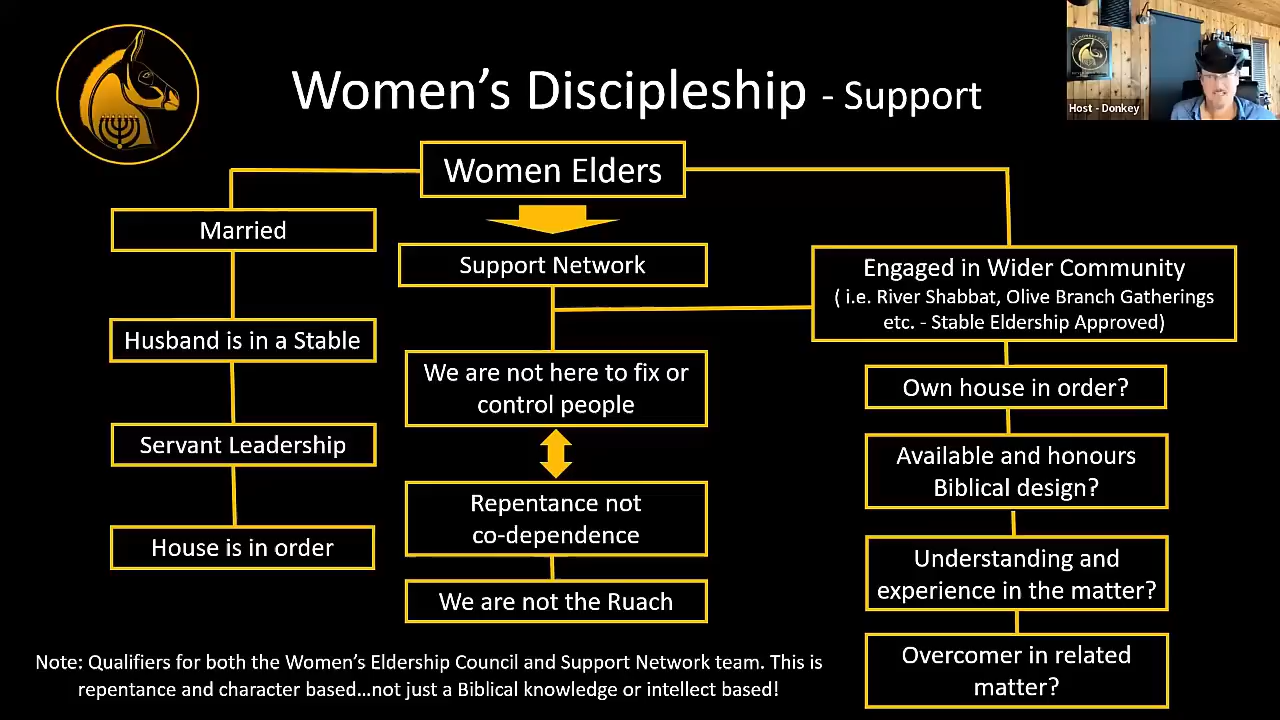 Women's Discipleship - Support
Host - Donkey
Women Elders
Married
Husband is in a Stable
Servant Leadership
House is in order
Support Network
We are not here to fix or
control people
Repentance not
co-dependence
We are not the Ruach
Engaged in Wider Community
( i.e. River Shabbat, Olive Branch Gatherings
etc. - Stable Eldership Approved)
Own house in order?
Available and honours
Biblical design?
Understanding and
experience in the matter?
Overcomer in related
matter?
Note: Qualifiers for both the Women's Eldership Council and Support Network team. This is
repentance and character based...not just a Biblical knowledge or intellect based!